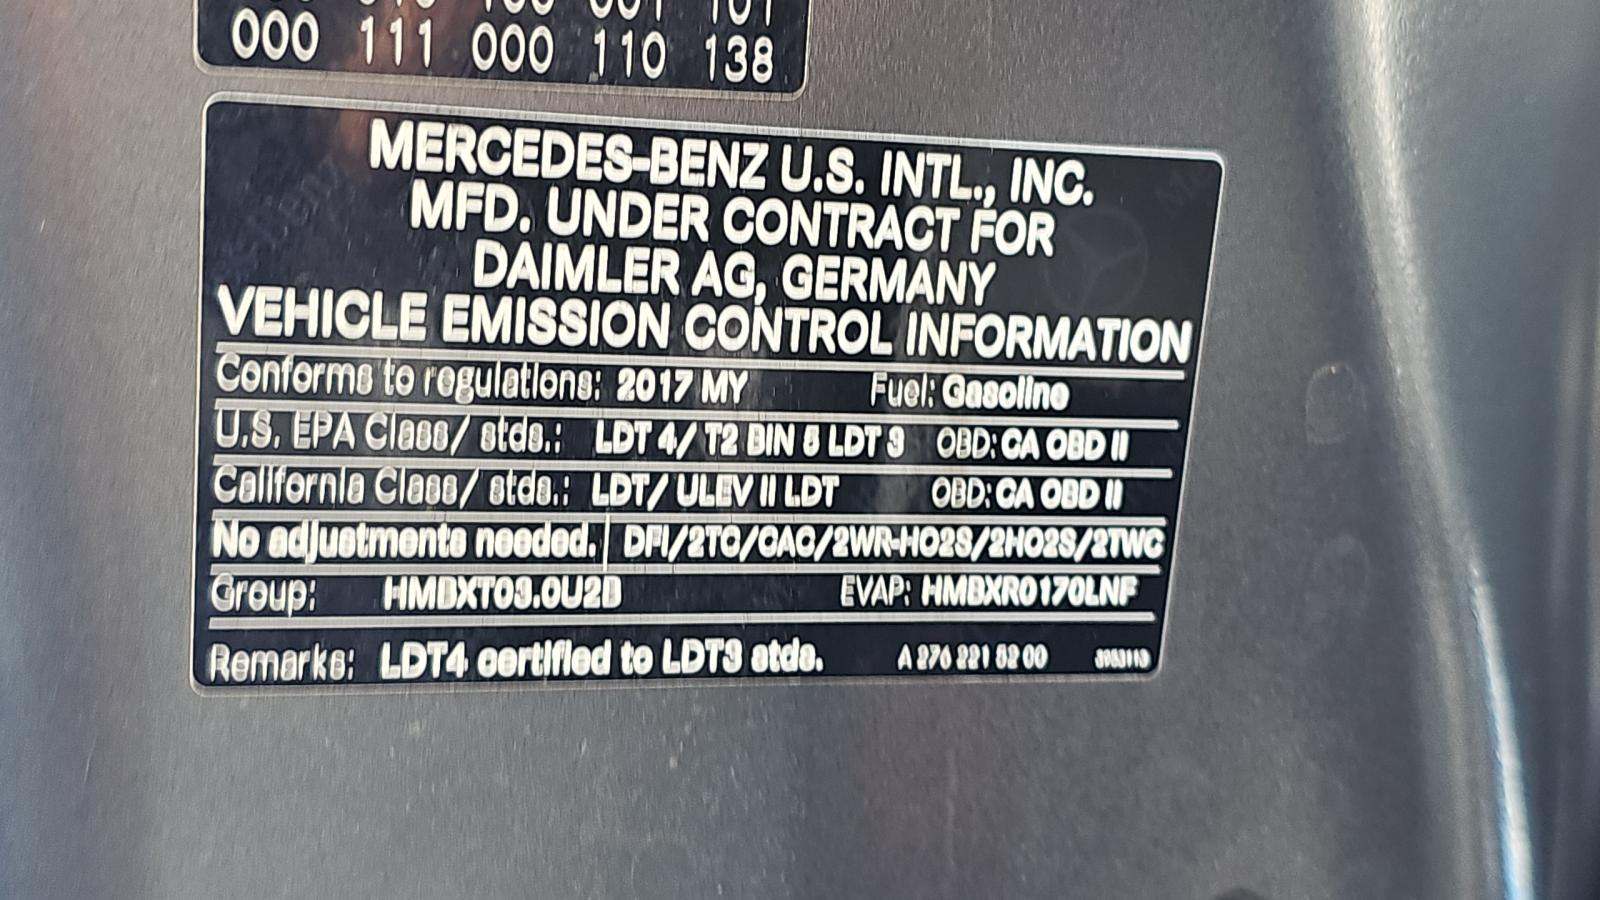 000 111 000 110 138
MERCEDES-BENZ U.S. INTL., INC.
MFD. UNDER CONTRACT FOR
DAIMLER AG, GERMANY
VEHICLE EMISSION CONTROL INFORMATION
Conforms to regulations: 2017 MY Fuel: Gasoline
U.S. EPA Class/ stds.: LDT 4/ T2 BIN 5 LDT 3 OBD: CA OBD II
California Class/ stds.: LDT/ ULEV II LDT OBD: CA OBD II
No adjustments needed. DFI/2TC/CAC/2WR-HO2S/2HO2S/2TWC
Group: HMBXT03.0U2B EVAP: HMBXR0170LNF
Remarks: LDT4 certified to LDT3 stds. A 276 221 52 00